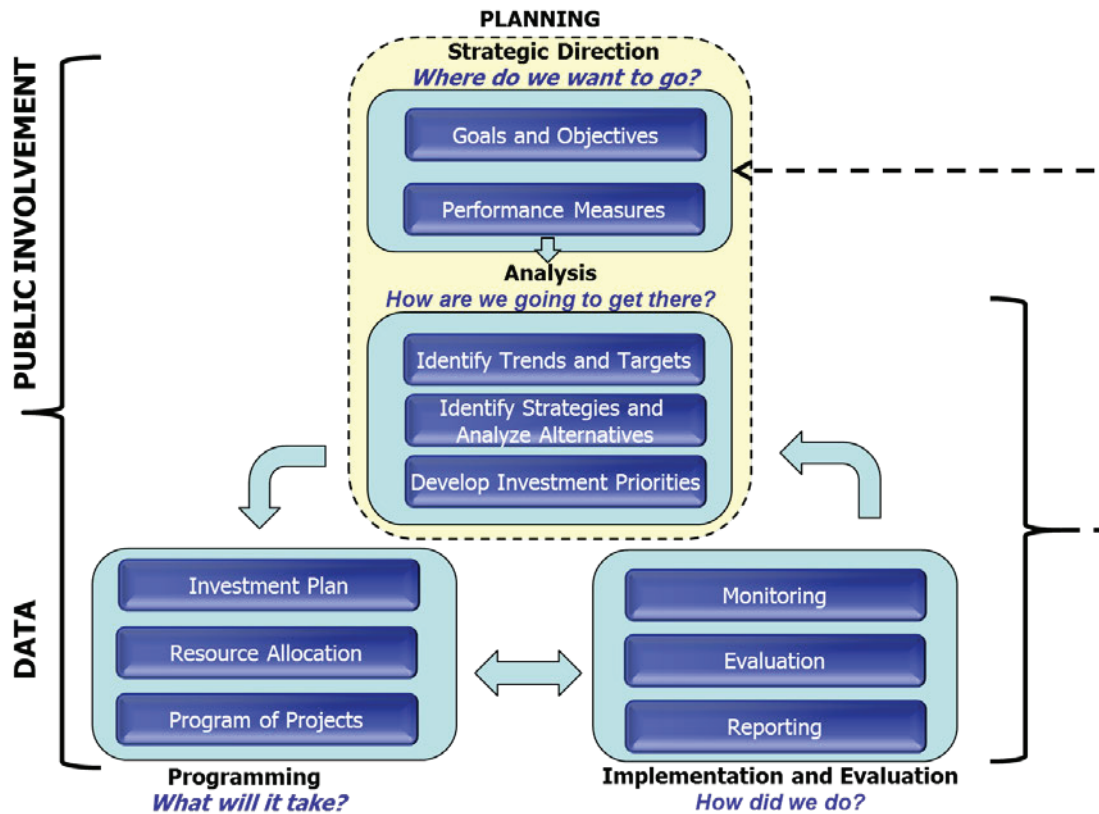 PLANNING
Strategic Direction
Where do we want to go?
Goals and Objectives
Performance Measures
Analysis
How are we going to get there?
Identify Trends and Targets
Identify Strategies and
Analyze Alternatives
Develop Investment Priorities
PUBLIC INVOLVEMENT
DATA
Investment Plan
Resource Allocation
Program of Projects
Programming
What will it take?
Monitoring
Evaluation
Reporting
Implementation and Evaluation
How did we do?